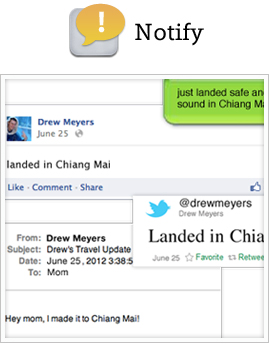 Notify
just landed safe and
sound in Chiang Mai
Drew Meyers
June 25
landed in Chiang Mai
Like · Comment · Share
@drewmeyers
Drew Meyers
Landed in Chia
June 25 Favorite Retwee
From: Drew Meyers
Subject: Drew's Travel Update
Date: June 25, 2012 3:38:5
To: Mom
Hey mom, I made it to Chiang Mai!